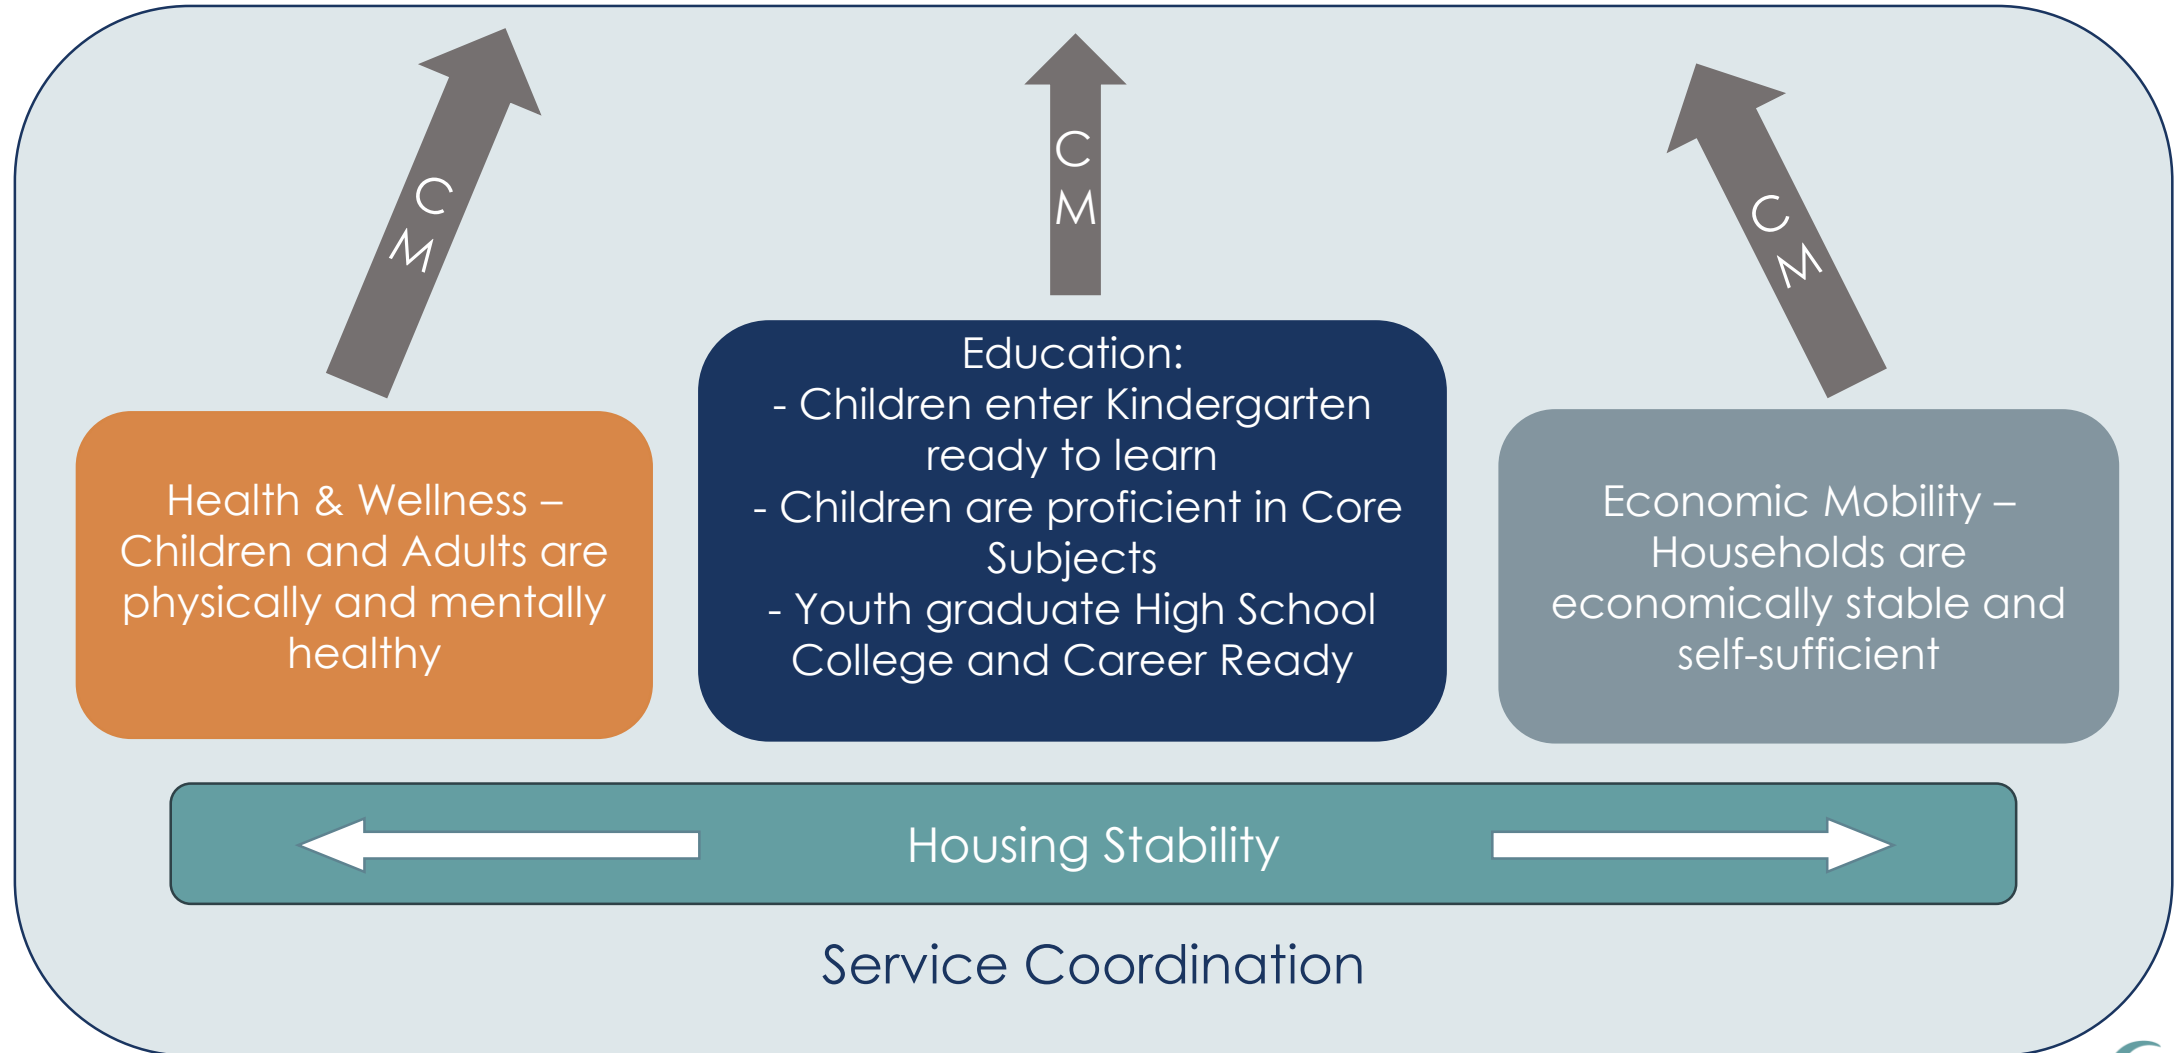 C
M
C
M
C
M
Health & Wellness –
Children and Adults are
physically and mentally
healthy
Education:
- Children enter Kindergarten
ready to learn
- Children are proficient in Core
Subjects
- Youth graduate High School
College and Career Ready
Economic Mobility –
Households are
economically stable and
self-sufficient
Housing Stability
Service Coordination